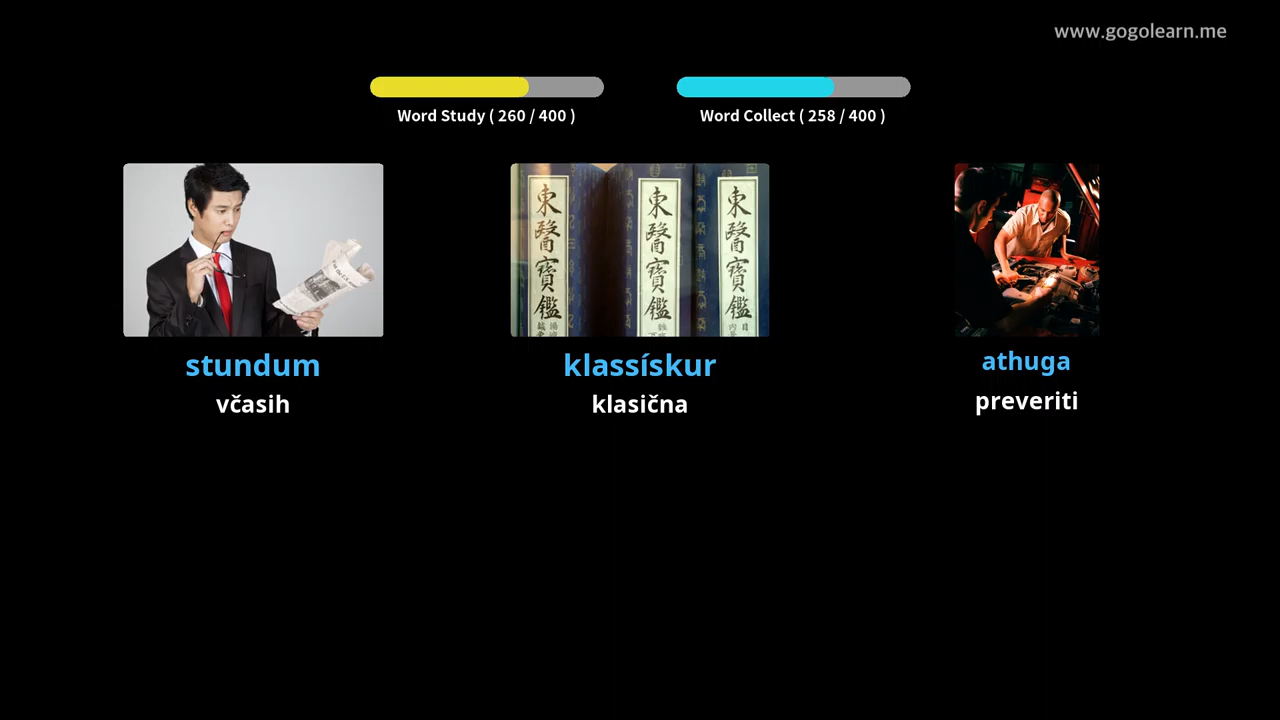 www.gogolearn.me
Word Study ( 260 / 400 )
Word Collect ( 258 / 400 )
東醫寶鑑
東醫寶鑑
東醫寶鑑
stundum
klassískur
athuga
včasih
klasična
preveriti